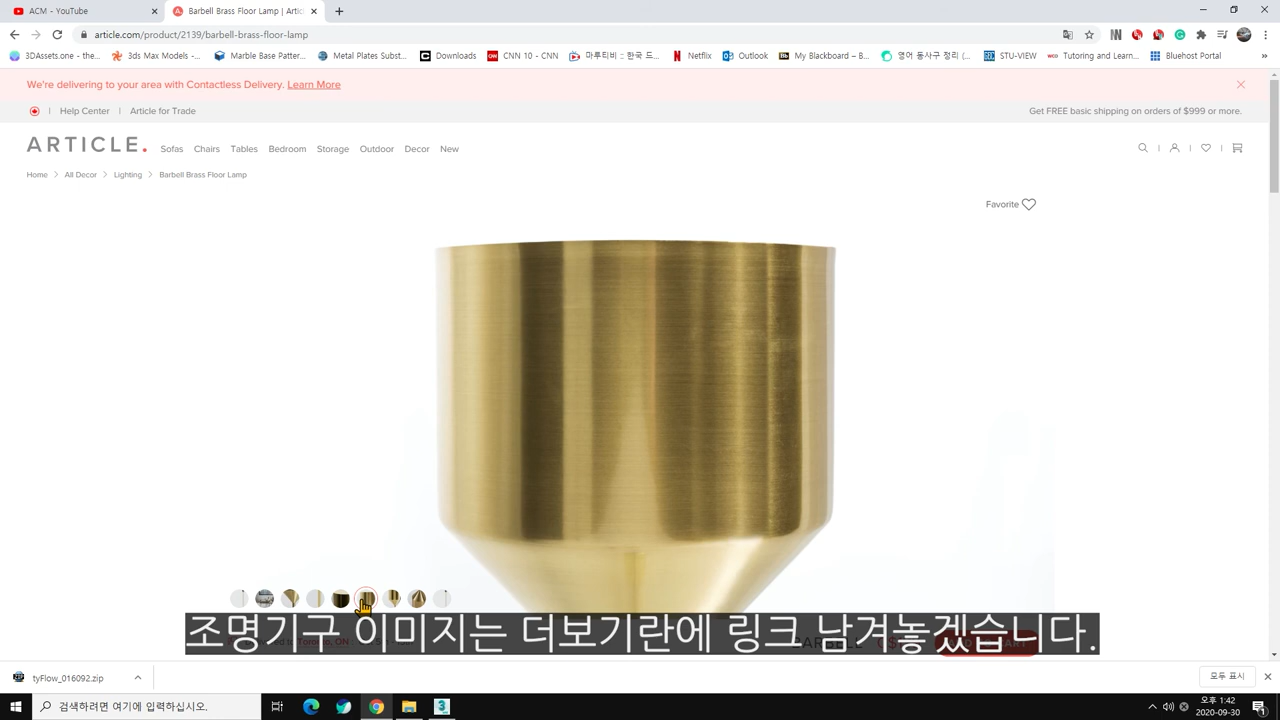 ACM - YouTube
Barbell Brass Floor Lamp | Artic
article.com/product/2139/barbell-brass-floor-lamp
3DAssets.one - the... 3ds Max Models - ... Marble Base Patter... Metal Plates Subst... Downloads CNN 10 - CNN 마루티비 :: 한국 드... Netflix Outlook My Blackboard – B... 영어 동사구 정리 (... STU-VIEW Tutoring and Learn... Bluehost Portal »
We're delivering to your area with Contactless Delivery. Learn More
Help Center | Article for Trade
Get FREE basic shipping on orders of $999 or more.
ARTICLE.
Sofas Chairs Tables Bedroom Storage Outdoor Decor New
Home > All Decor > Lighting > Barbell Brass Floor Lamp
Favorite
조명기구 이미지는 더보기란에 링크 남겨놓겠습니다.
tyFlow_016092.zip
모두 표시
검색하려면 여기에 입력하십시오.
오후 1:42
2020-09-30